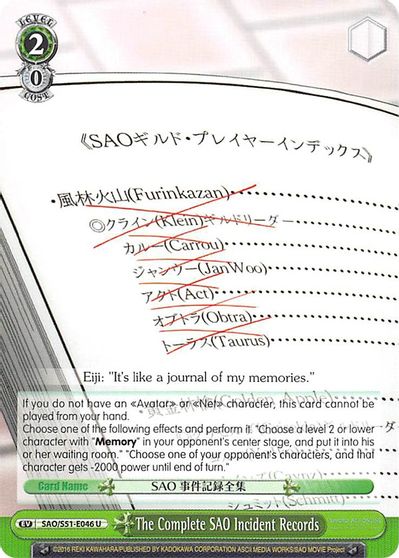 LEVEL
2
0
COST
《SAOギルド・プレイヤーインデックス》
・風林火山(Furinkazan)
◎クライン(Klein)ギルドリーダー
カルー(Carrou)
ジャンウー(JanWoo)
アクト(Act)
オブトラ(Obtra)
トーラス(Taurus)
Eiji: "It's like a journal of my memories."
If you do not have an «Avatar» or «Net» character, this card cannot be
played from your hand.
Choose one of the following effects and perform it. "Choose a level 2 or lower
character with "Memory" in your opponent's center stage, and put it into his
or her waiting room." "Choose one of your opponent's characters, and that
character gets -2000 power until end of turn."
Card Name
SAO 事件記録全集
シュミット(Schmitt)
EV SAO/S51-E046 U
The Complete SAO Incident Records
©2016 REKI KAWAHARA/PUBLISHED BY KADOKAWA CORPORATION ASCII MEDIA WORKS/SAO MOVIE Project